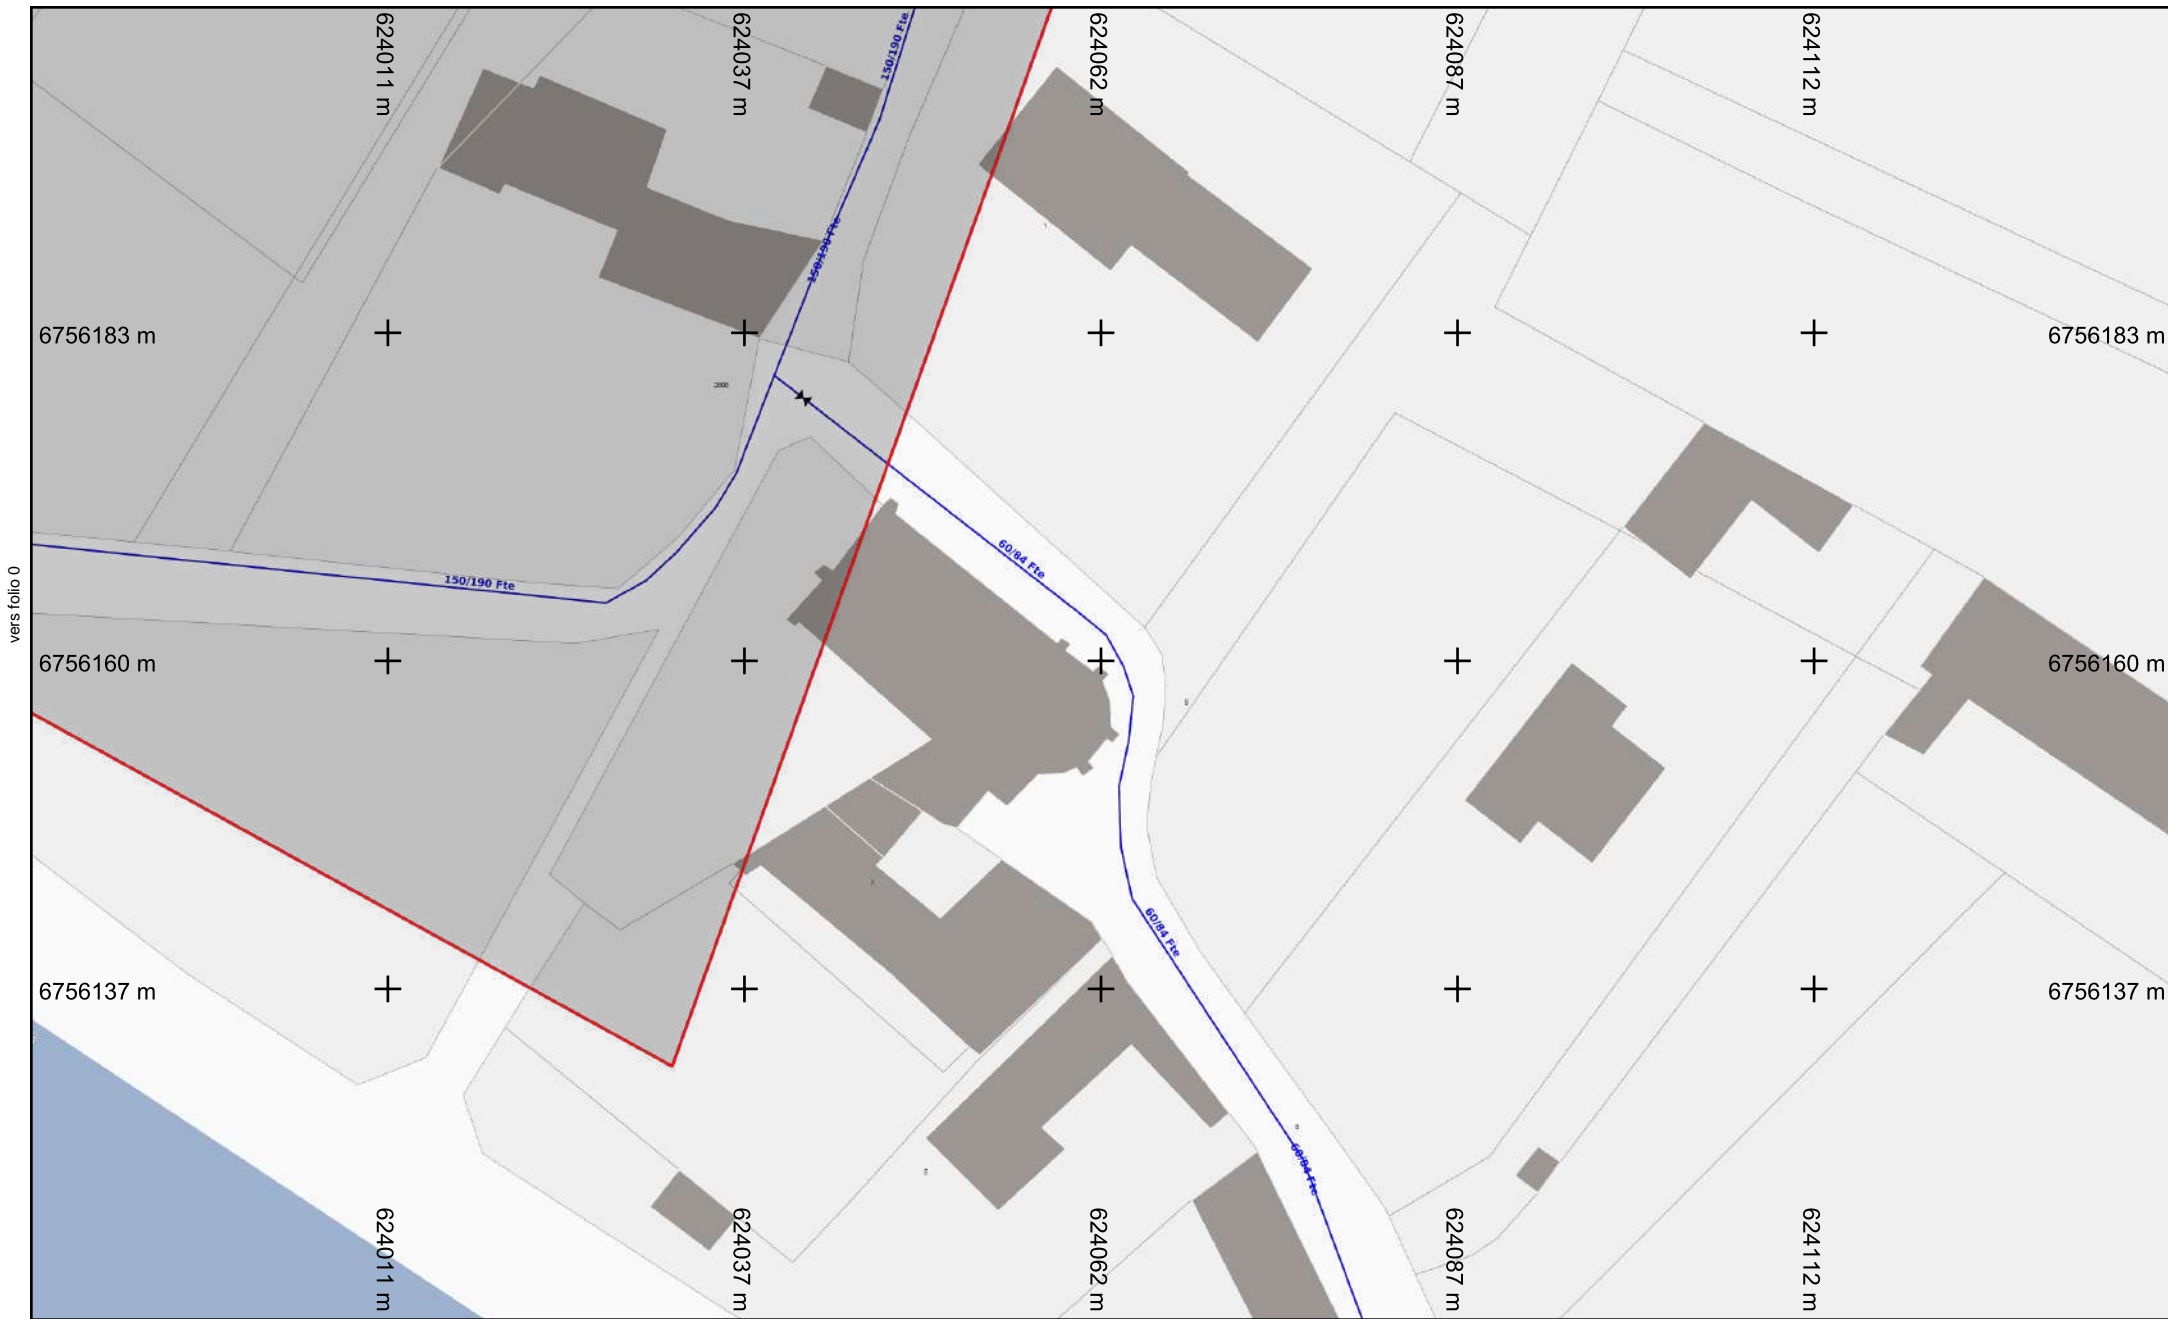 624011 m
624037 m
624062 m
624087 m
624112 m
150/190 Fte
150/190 Fte
6756183 m
6756183 m
60/84 Fte
150/190 Fte
vers folio 0
6756160 m
6756160 m
60/84 Fte
6756137 m
6756137 m
60/84 Fte
624011 m
624037 m
624062 m
624087 m
624112 m